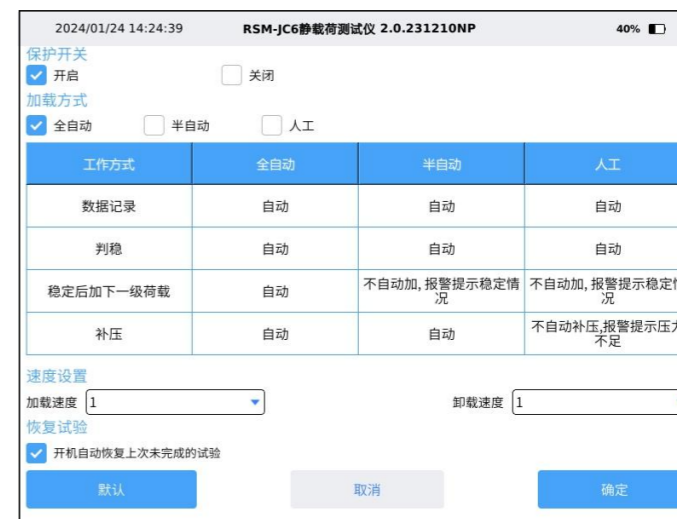 2024/01/24 14:24:39 RSM-JC6静载荷测试仪 2.0.231210NP 40%
保护开关
开启 关闭
加载方式
全自动 半自动 人工
工作方式 全自动 半自动 人工
数据记录 自动 自动 自动
判稳 自动 自动 自动
稳定后加下一级荷载 自动 不自动加, 报警提示稳定情况 不自动加, 报警提示稳定情况
补压 自动 自动 不自动补压,报警提示压力不足
速度设置
加载速度 1 卸载速度 1
恢复试验
开机自动恢复上次未完成的试验
默认 取消 确定